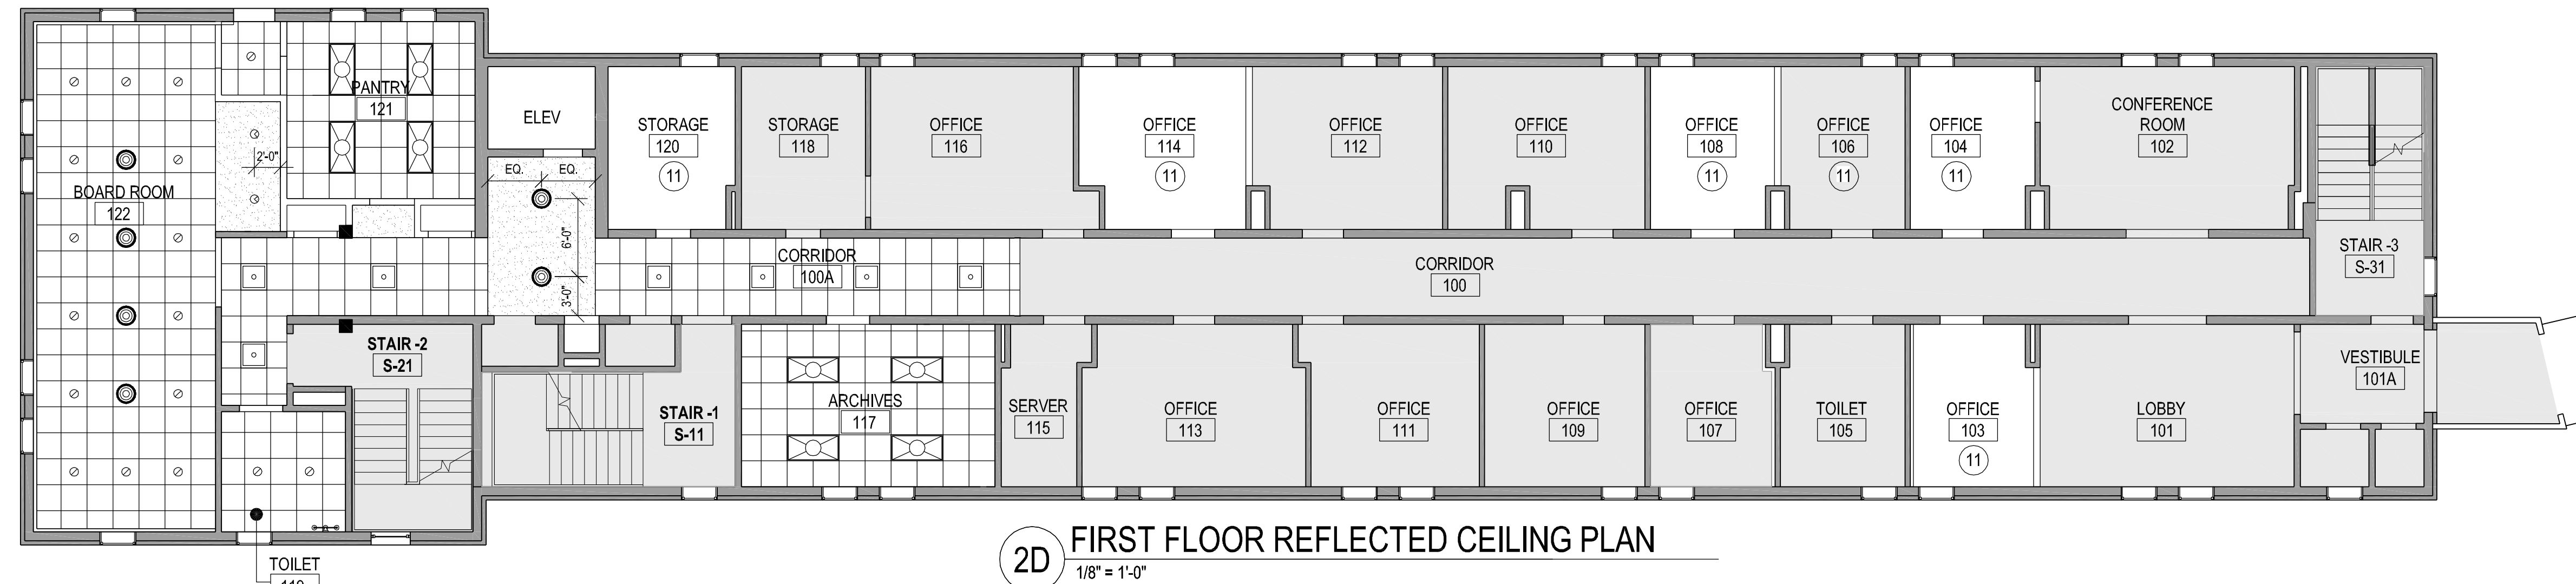 PANTRY
121
ELEV
STORAGE
120
11
STORAGE
118
OFFICE
116
OFFICE
114
11
OFFICE
112
OFFICE
110
OFFICE
108
11
OFFICE
106
11
OFFICE
104
11
CONFERENCE
ROOM
102
2'-0"
EQ.
EQ.
BOARD ROOM
122
6'-0"
3'-0"
CORRIDOR
100A
CORRIDOR
100
STAIR -3
S-31
STAIR -2
S-21
STAIR -1
S-11
ARCHIVES
117
SERVER
115
OFFICE
113
OFFICE
111
OFFICE
109
OFFICE
107
TOILET
105
OFFICE
103
11
LOBBY
101
VESTIBULE
101A
TOILET
2D
FIRST FLOOR REFLECTED CEILING PLAN
1/8" = 1'-0"